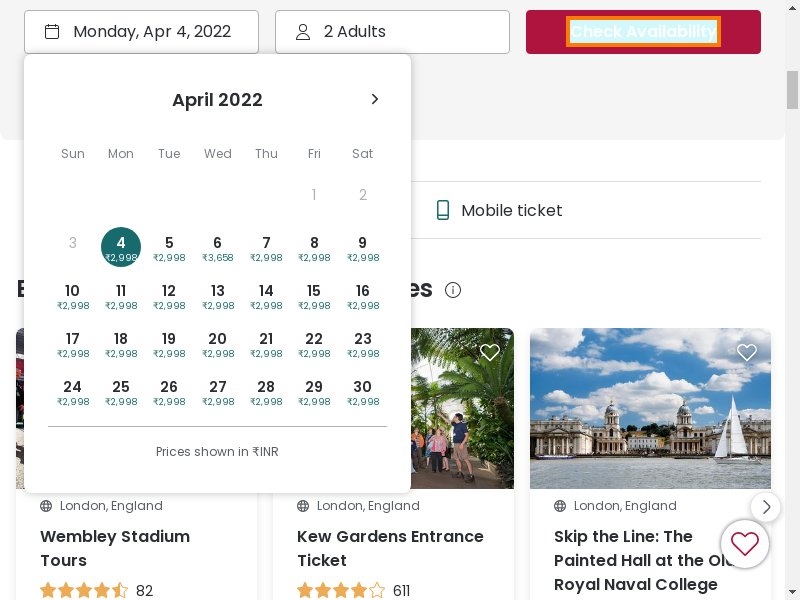 Monday, Apr 4, 2022
2 Adults
Check Availability
April 2022
Sun Mon Tue Wed Thu Fri Sat
1 2
3 4 5 6 7 8 9
₹2,998 ₹2,998 ₹3,658 ₹2,998 ₹2,998 ₹2,998
10 11 12 13 14 15 16
₹2,998 ₹2,998 ₹2,998 ₹2,998 ₹2,998 ₹2,998 ₹2,998
17 18 19 20 21 22 23
₹2,998 ₹2,998 ₹2,998 ₹2,998 ₹2,998 ₹2,998 ₹2,998
24 25 26 27 28 29 30
₹2,998 ₹2,998 ₹2,998 ₹2,998 ₹2,998 ₹2,998 ₹2,998
Prices shown in ₹INR
Mobile ticket
London, England
Wembley Stadium
Tours
82
London, England
Kew Gardens Entrance
Ticket
611
London, England
Skip the Line: The
Painted Hall at the
Royal Naval College